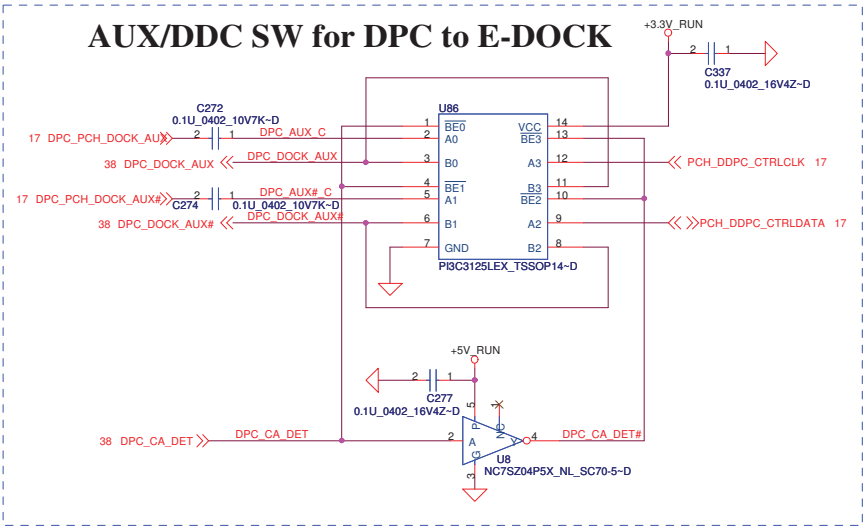 AUX/DDC SW for DPC to E-DOCK
+3.3V_RUN
2 1
C337
0.1U_0402_16V4Z~D
C272
0.1U_0402_10V7K~D
U86
17 DPC_PCH_DOCK_AUX 2 1 DPC_AUX_C
38 DPC_DOCK_AUX DPC_DOCK_AUX
17 DPC_PCH_DOCK_AUX# 2 1 DPC_AUX#_C
C274 0.1U_0402_10V7K~D
38 DPC_DOCK_AUX# DPC_DOCK_AUX#
1 BE0 VCC 14
2 A0 BE3 13
3 B0 A3 12 PCH_DDPC_CTRLCLK 17
4 BE1 B3 11
5 A1 BE2 10
6 B1 A2 9 PCH_DDPC_CTRLDATA 17
7 GND B2 8
PI3C3125LEX_TSSOP14~D
+5V_RUN
2 1
C277
0.1U_0402_16V4Z~D
5 P 1 NC
38 DPC_CA_DET DPC_CA_DET 2 A Y 4 DPC_CA_DET#
3 G
U8
NC7SZ04P5X_NL_SC70-5~D